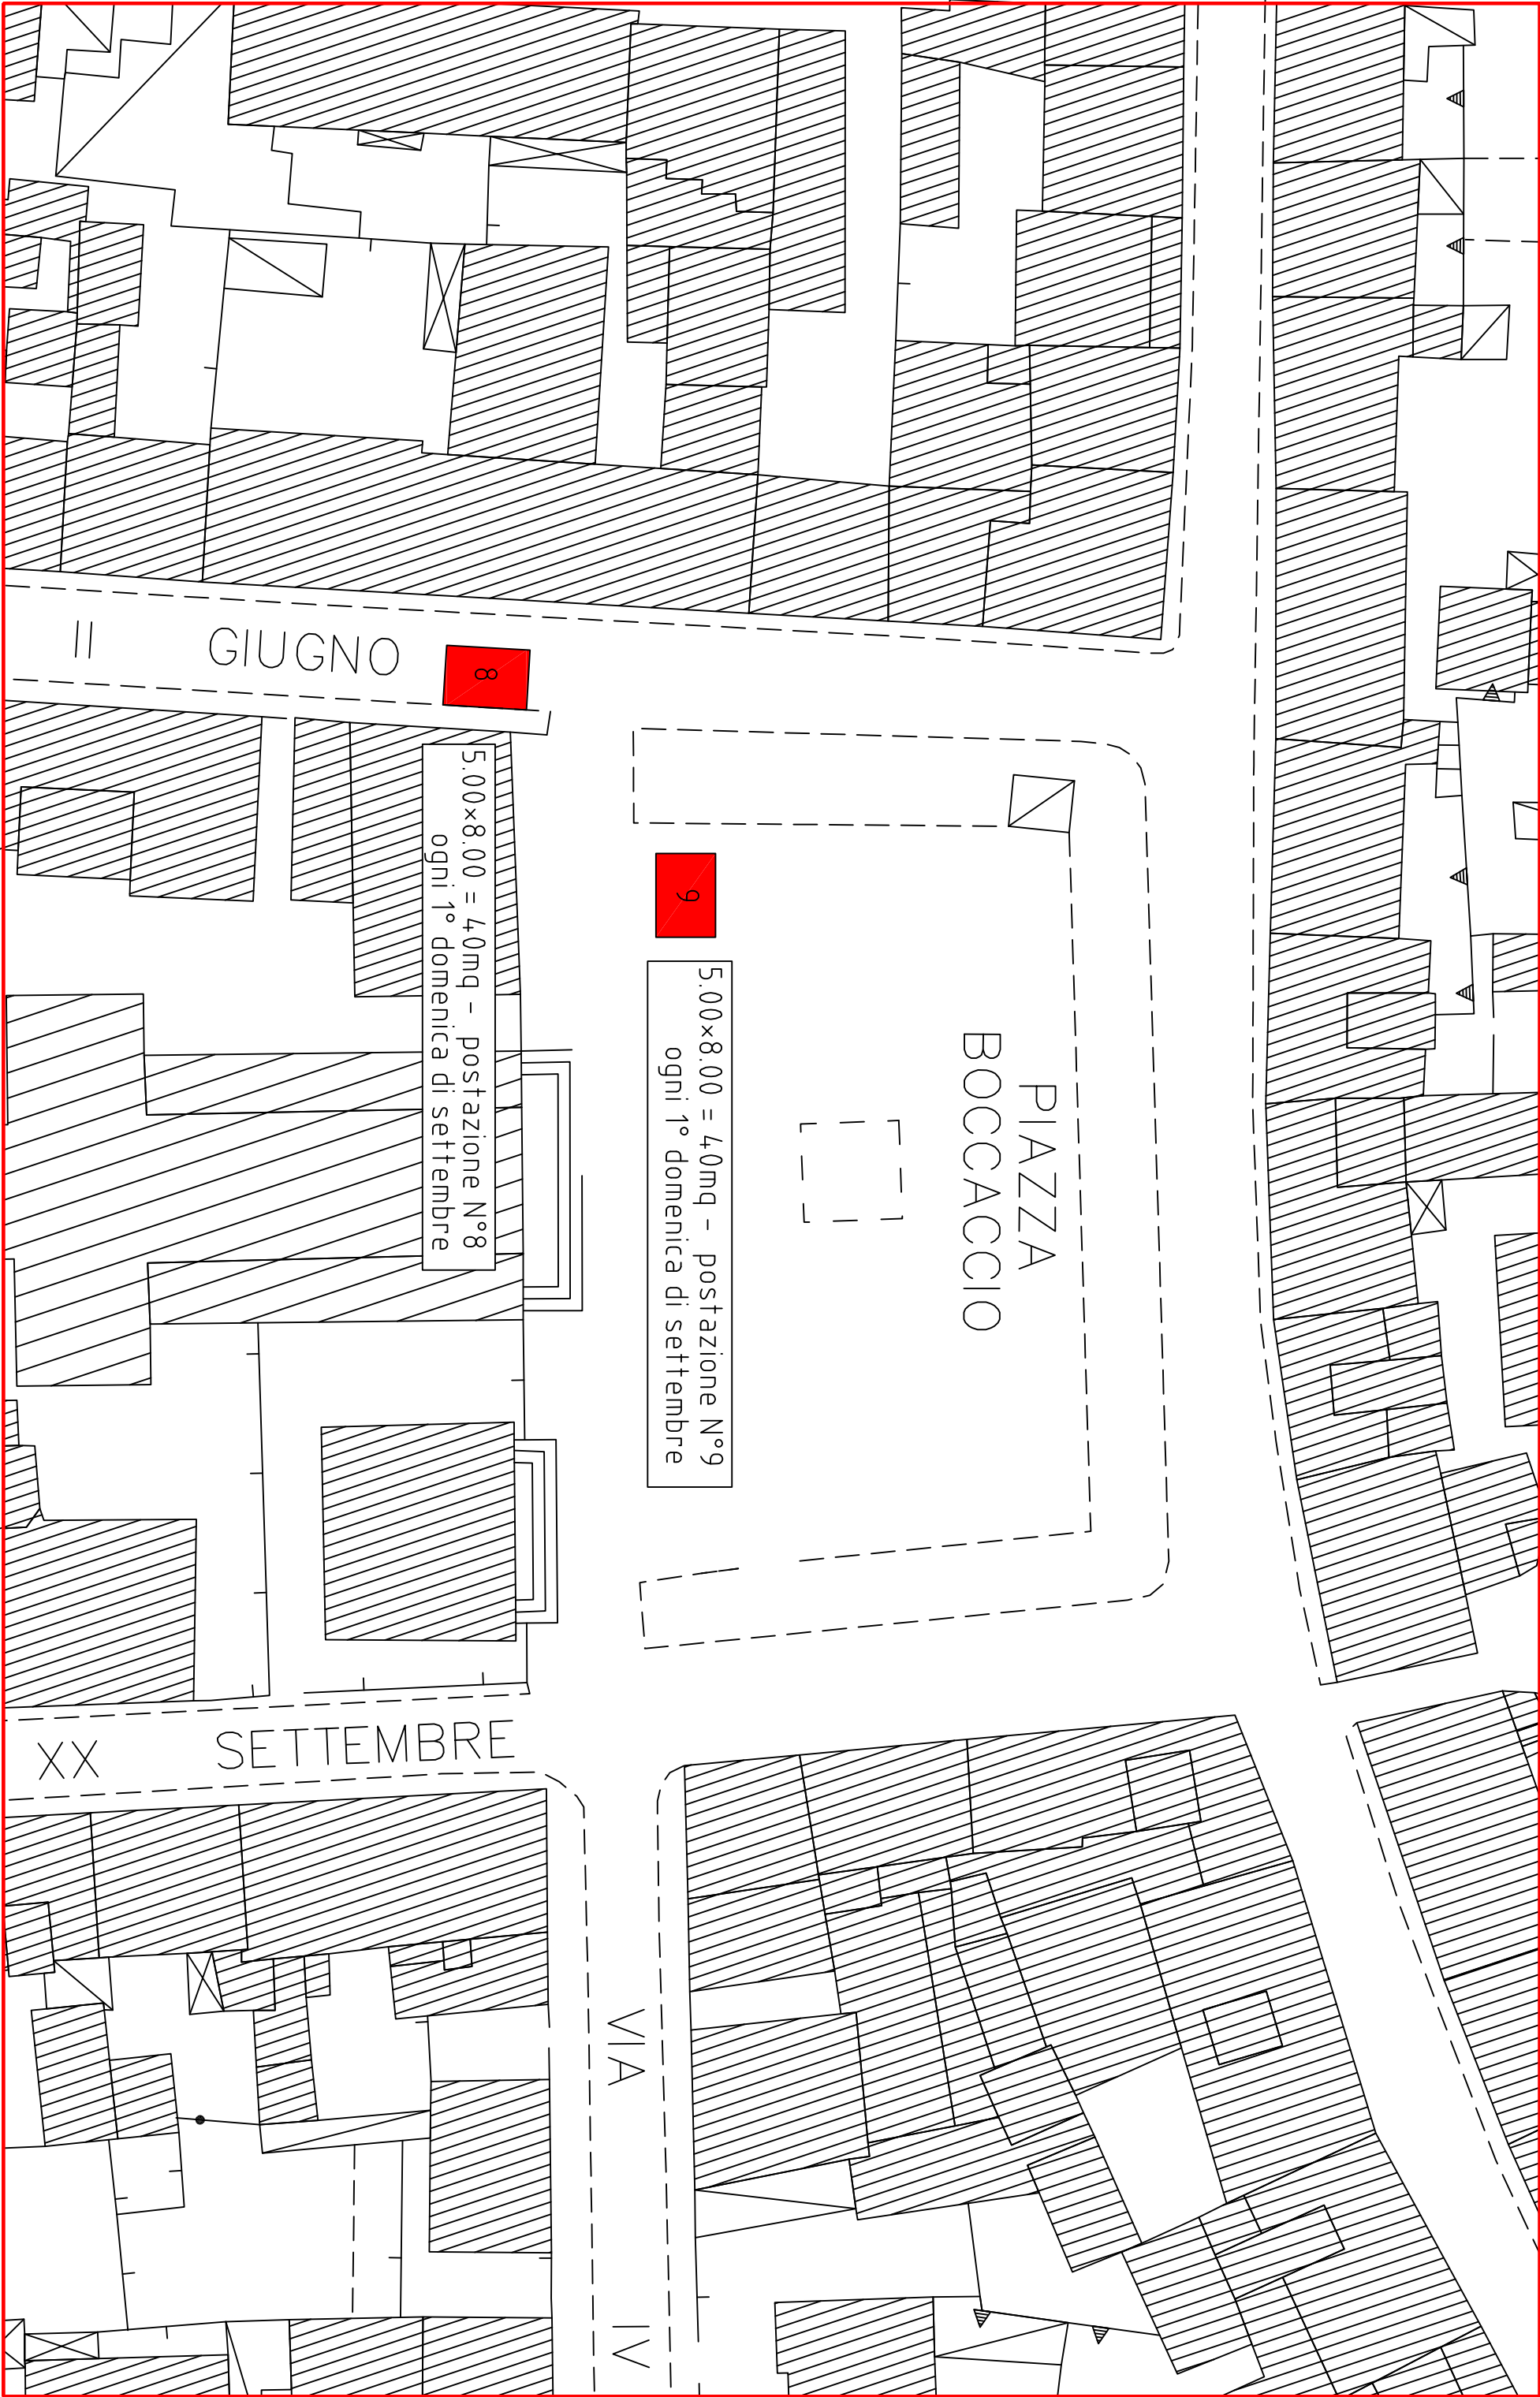 II GIUGNO
8
5.00×8.00 = 40mq - postazione N°8
ogni 1° domenica di settembre
9
5.00×8.00 = 40mq - postazione N°9
ogni 1° domenica di settembre
PIAZZA
BOCCACCIO
XX SETTEMBRE
VIA IV